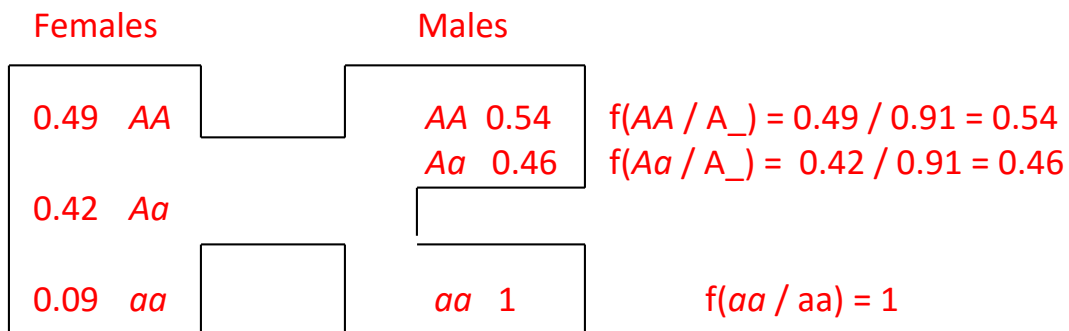 Females Males
0.49 AA AA 0.54 f(AA / A_) = 0.49 / 0.91 = 0.54
Aa 0.46 f(Aa / A_) = 0.42 / 0.91 = 0.46
0.42 Aa
0.09 aa aa 1 f(aa / aa) = 1